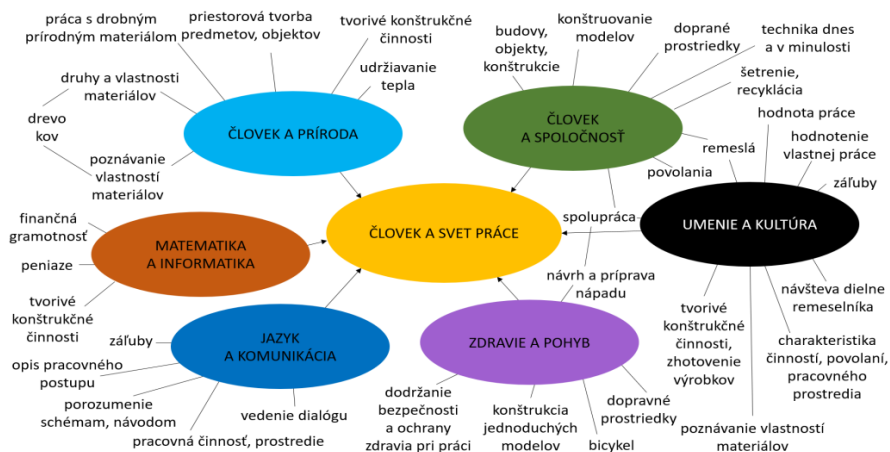 práca s drobným
prírodným materiálom
priestorová tvorba
predmetov, objektov
tvorivé konštrukčné
činnosti
udržiavanie
tepla
druhy a vlastnosti
materiálov
drevo
kov
poznávanie
vlastností
materiálov
ČLOVEK A PRÍRODA
budovy,
objekty,
konštrukcie
konštruovanie
modelov
doprané
prostriedky
technika dnes
a v minulosti
šetrenie,
recyklácia
ČLOVEK
A SPOLOČNOSŤ
remeslá
povolania
hodnota práce
hodnotenie
vlastnej práce
záľuby
finančná
gramotnosť
peniaze
tvorivé
konštrukčné
činnosti
MATEMATIKA
A INFORMATIKA
ČLOVEK A SVET PRÁCE
spolupráca
UMENIE A KULTÚRA
návrh a príprava
nápadu
návšteva dielne
remeselníka
tvorivé
konštrukčné
činnosti,
zhotovenie
výrobkov
charakteristika
činností, povolaní,
pracovného
prostredia
poznávanie vlastností
materiálov
záľuby
opis pracovného
postupu
porozumenie
schémam, návodom
pracovná činnosť, prostredie
vedenie dialógu
JAZYK
A KOMUNIKÁCIA
ZDRAVIE A POHYB
dodržanie
bezpečnosti
a ochrany
zdravia pri práci
konštrukcia
jednoduchých
modelov
bicykel
dopravné
prostriedky